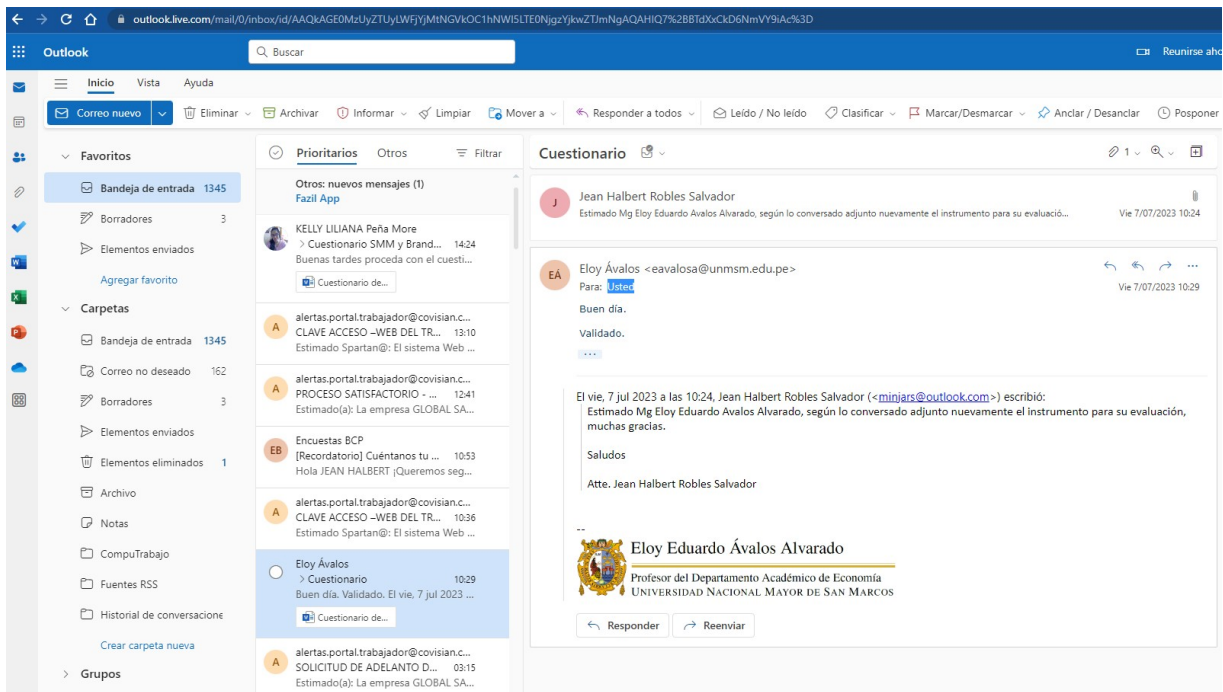 outlook.live.com/mail/0/inbox/id/AAQkAGE0MzUyZTUyLWFjYjMtNGVkOC1hNWI5LTE0NjgzYjkwZTJmNgAQAHIQ7%2BBTdXxCkD6NmVY9iAc%3D
Outlook
Buscar
Reunirse aho
Inicio Vista Ayuda
Correo nuevo Eliminar Archivar Informar Limpiar Mover a Responder a todos Leído / No leído Clasificar Marcar/Desmarcar Anclar / Desanclar Posponer
Favoritos
Bandeja de entrada 1345
Borradores 3
Elementos enviados
Agregar favorito
Carpetas
Bandeja de entrada 1345
Correo no deseado 162
Borradores 3
Elementos enviados
Elementos eliminados 1
Archivo
Notas
CompuTrabajo
Fuentes RSS
Historial de conversacione
Crear carpeta nueva
Grupos
Prioritarios Otros Filtrar
Otros: nuevos mensajes (1)
Fazil App
KELLY LILIANA Peña More
> Cuestionario SMM y Brand... 14:24
Buenas tardes proceda con el cuesti...
Cuestionario de...
A
alertas.portal.trabajador@covisian.c...
CLAVE ACCESO –WEB DEL TR... 13:10
Estimado Spartan@: El sistema Web ...
A
alertas.portal.trabajador@covisian.c...
PROCESO SATISFACTORIO - ... 12:41
Estimado(a): La empresa GLOBAL SA...
EB
Encuestas BCP
[Recordatorio] Cuéntanos tu ... 10:53
Hola JEAN HALBERT ¡Queremos seg...
A
alertas.portal.trabajador@covisian.c...
CLAVE ACCESO –WEB DEL TR... 10:36
Estimado Spartan@: El sistema Web ...
Eloy Ávalos
> Cuestionario 10:29
Buen día. Validado. El vie, 7 jul 2023 ...
Cuestionario de...
A
alertas.portal.trabajador@covisian.c...
SOLICITUD DE ADELANTO D... 03:15
Estimado(a): La empresa GLOBAL SA...
Cuestionario
1
J
Jean Halbert Robles Salvador
Estimado Mg Eloy Eduardo Avalos Alvarado, según lo conversado adjunto nuevamente el instrumento para su evaluació... Vie 7/07/2023 10:24
EÁ
Eloy Ávalos <eavalosa@unmsm.edu.pe>
Para: Usted Vie 7/07/2023 10:29
Buen día.
Validado.
...
El vie, 7 jul 2023 a las 10:24, Jean Halbert Robles Salvador (<minjars@outlook.com>) escribió:
Estimado Mg Eloy Eduardo Avalos Alvarado, según lo conversado adjunto nuevamente el instrumento para su evaluación,
muchas gracias.
Saludos
Atte. Jean Halbert Robles Salvador
--
Eloy Eduardo Ávalos Alvarado
Profesor del Departamento Académico de Economía
UNIVERSIDAD NACIONAL MAYOR DE SAN MARCOS
Responder Reenviar